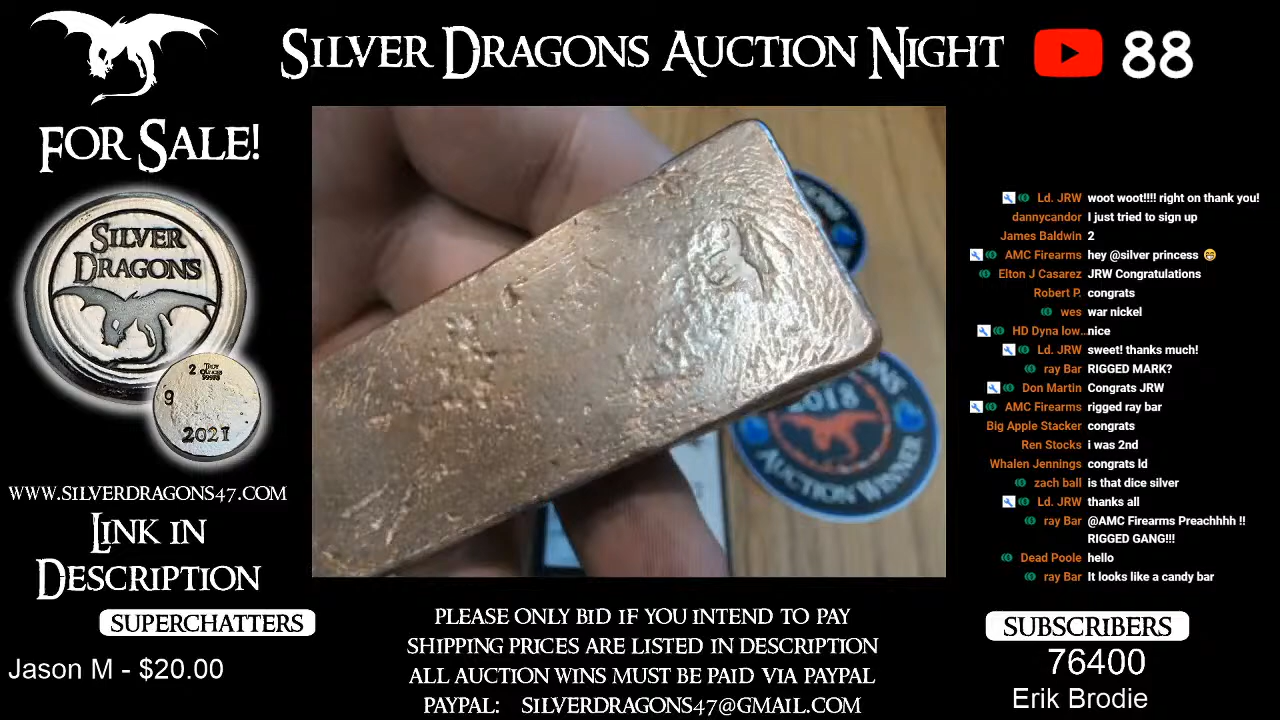 SILVER DRAGONS AUCTION NIGHT
88
FOR SALE!
SILVER
DRAGONS
2 TROY
OUNCES
9
2021
WWW.SILVERDRAGONS47.COM
LINK IN
DESCRIPTION
SUPERCHATTERS
Jason M - $20.00
2018
AUCTION WINNER
PLEASE ONLY BID IF YOU INTEND TO PAY
SHIPPING PRICES ARE LISTED IN DESCRIPTION
ALL AUCTION WINS MUST BE PAID VIA PAYPAL
PAYPAL: SILVERDRAGONS47@GMAIL.COM
Ld. JRW woot woot!!!! right on thank you!
dannycandor I just tried to sign up
James Baldwin 2
AMC Firearms hey @silver princess 😁
Elton J Casarez JRW Congratulations
Robert P. congrats
wes war nickel
HD Dyna low... nice
Ld. JRW sweet! thanks much!
ray Bar RIGGED MARK?
Don Martin Congrats JRW
AMC Firearms rigged ray bar
Big Apple Stacker congrats
Ren Stocks i was 2nd
Whalen Jennings congrats ld
zach ball is that dice silver
Ld. JRW thanks all
ray Bar @AMC Firearms Preachhhh !!
RIGGED GANG!!!
Dead Poole hello
ray Bar It looks like a candy bar
SUBSCRIBERS
76400
Erik Brodie